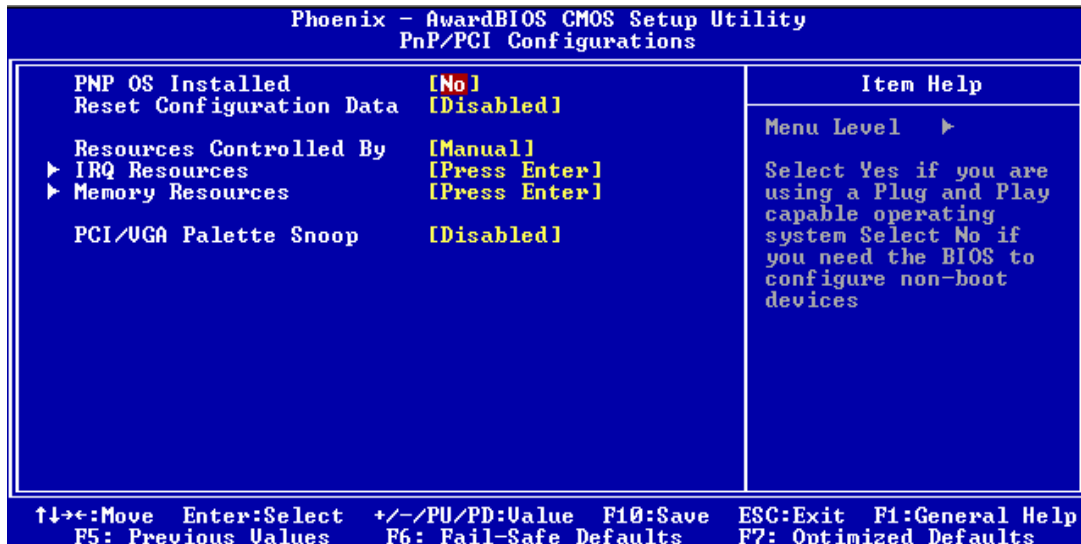 Phoenix - AwardBIOS CMOS Setup Utility
PnP/PCI Configurations
PNP OS Installed [No]
Reset Configuration Data [Disabled]
Resources Controlled By [Manual]
► IRQ Resources [Press Enter]
► Memory Resources [Press Enter]
PCI/VGA Palette Snoop [Disabled]
Item Help
Menu Level ►
Select Yes if you are
using a Plug and Play
capable operating
system Select No if
you need the BIOS to
configure non-boot
devices
↑↓→←:Move Enter:Select +/-/PU/PD:Value F10:Save ESC:Exit F1:General Help
F5: Previous Values F6: Fail-Safe Defaults F7: Optimized Defaults